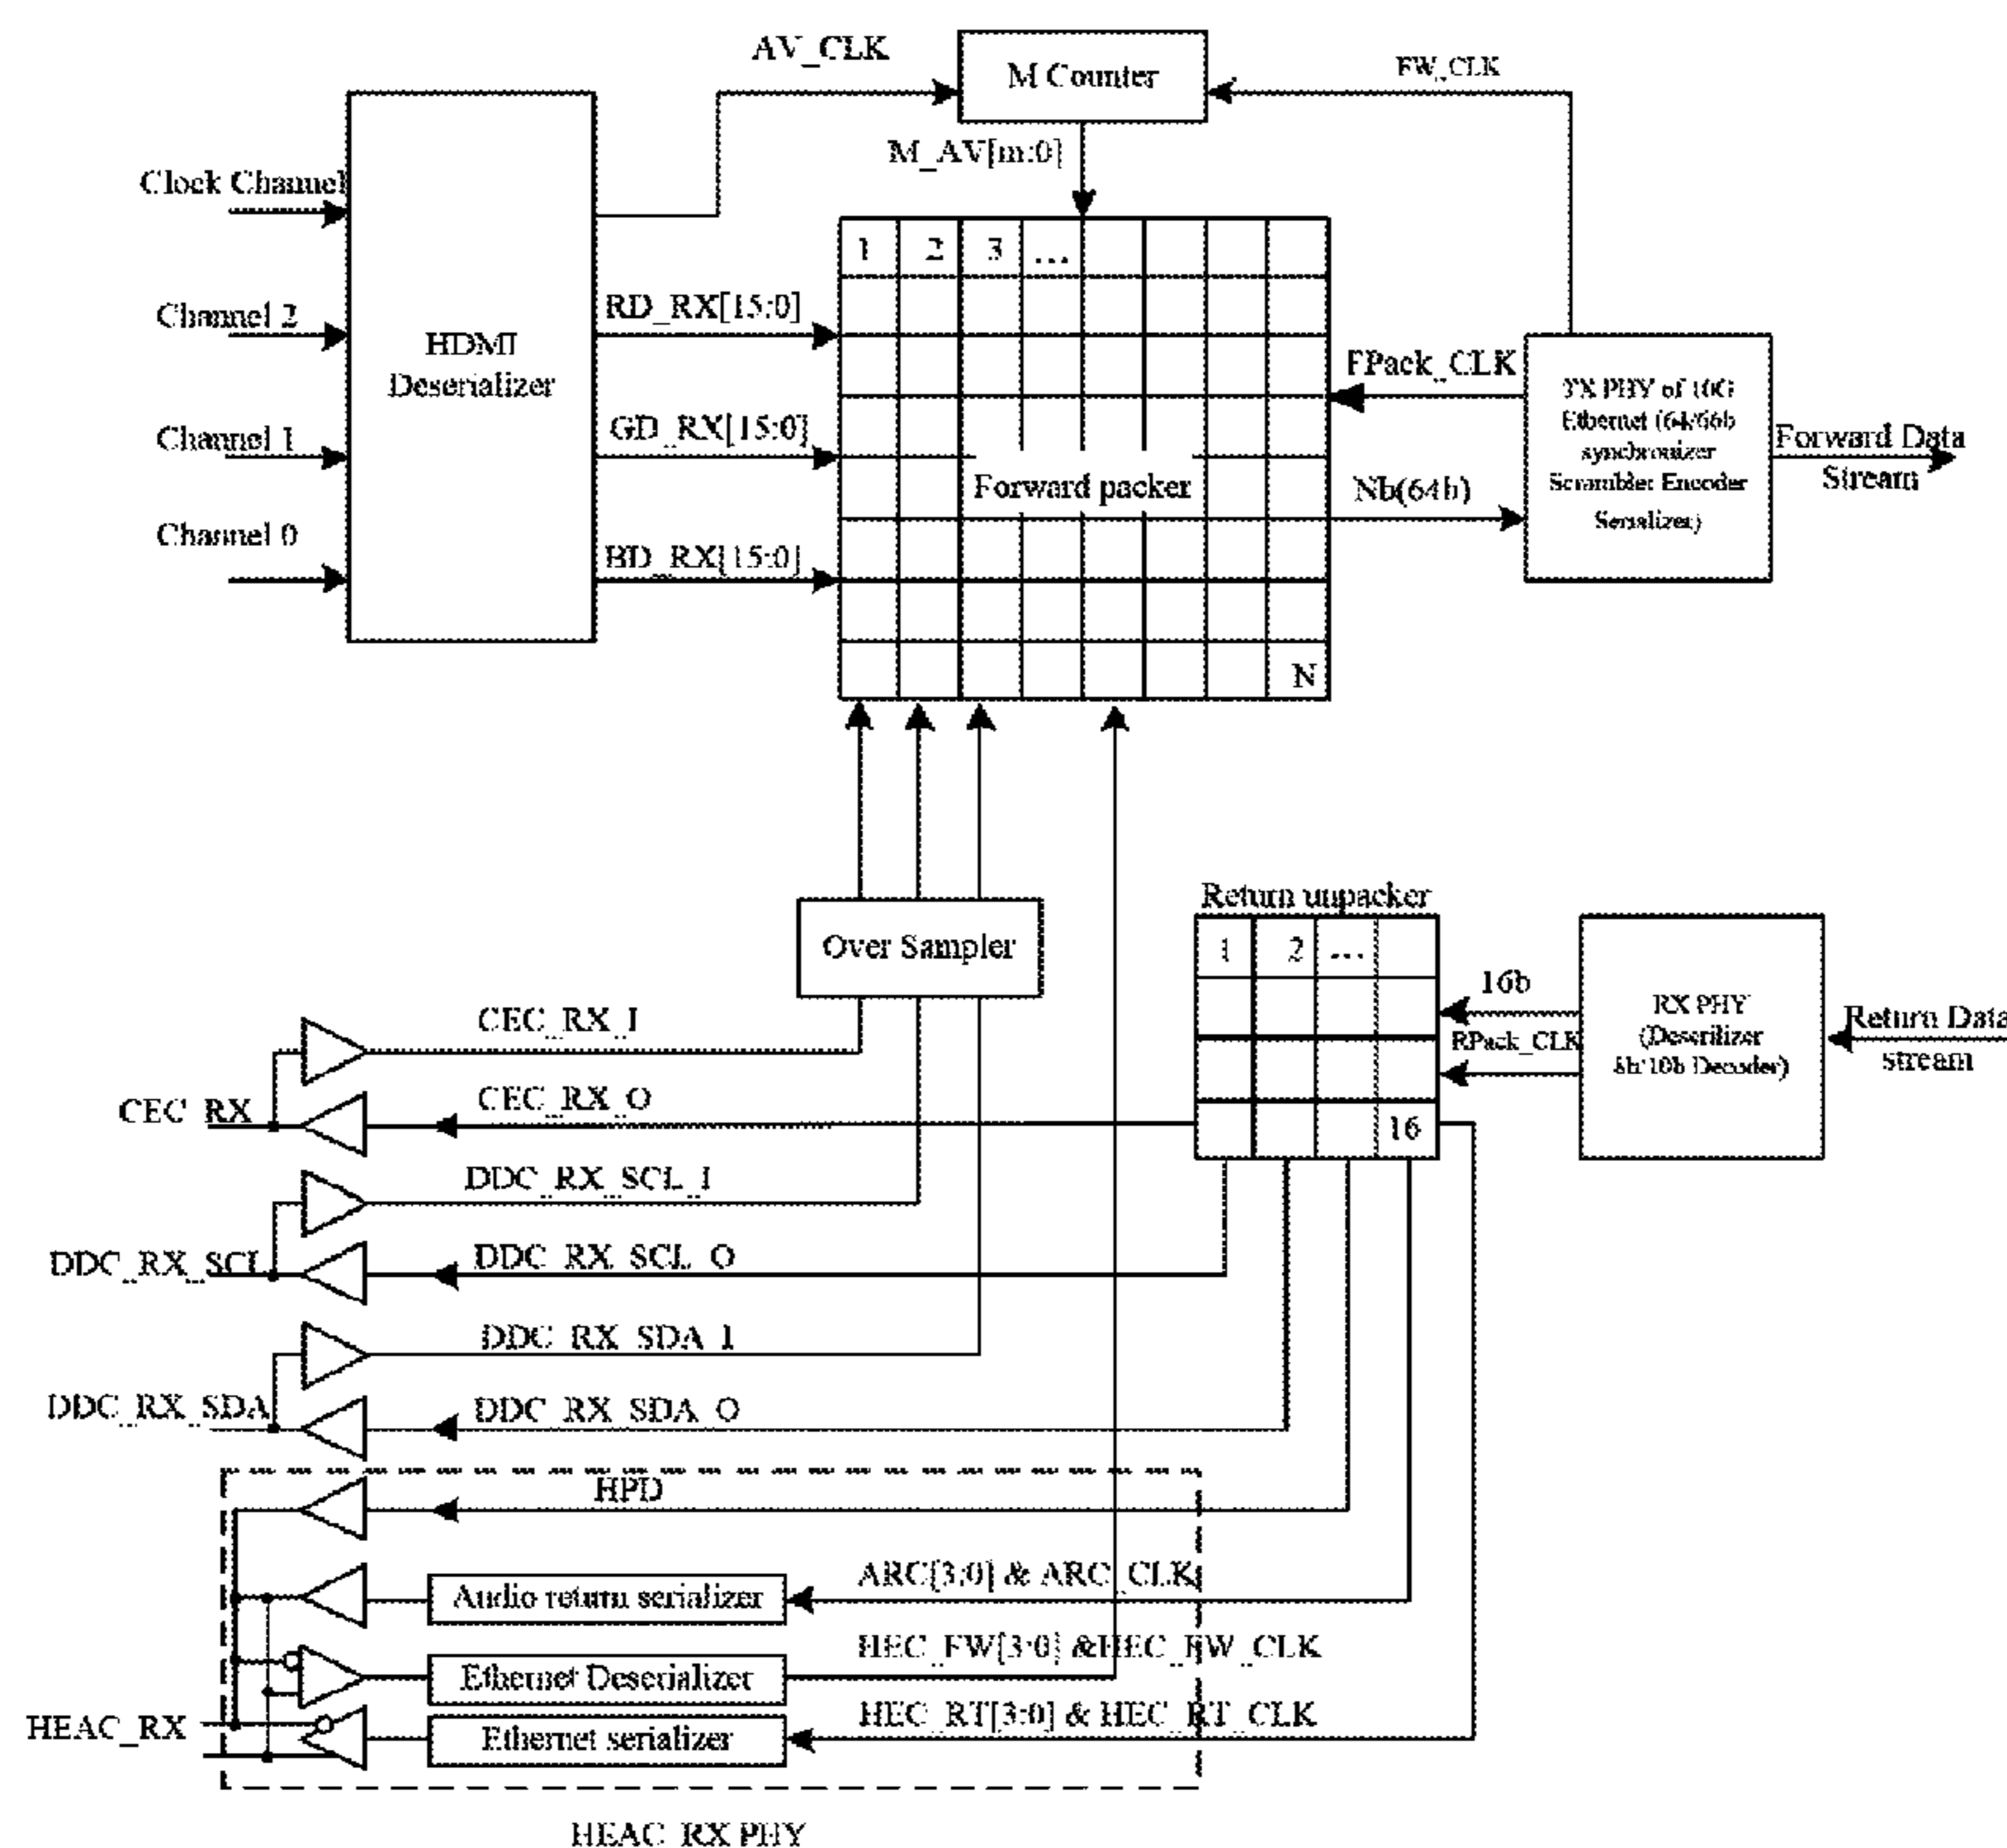 AV_CLK
M Counter
FW_CLK
M_AV[m:0]
Clock Channel
1 2 3 ...
Channel 2
RD_RX[15:0]
HDMI
Deserializer
FPack_CLK
TX PHY of 10G
Ethernet (64/66b
synchronizer
Scrambler Encoder
Serializer)
Channel 1
GD_RX[15:0]
Forward Data
Stream
Forward packer
Nb(64b)
Channel 0
BD_RX[15:0]
N
Return unpacker
Over Sampler
1 2 ...
16b
RX PHY
(Deserilizer
8b/10b Decoder)
Return Data
stream
RPack_CLK
CEC_RX_I
CEC_RX
CEC_RX_O
16
DDC_RX_SCL_I
DDC_RX_SCL
DDC_RX_SCL_O
DDC_RX_SDA_I
DDC_RX_SDA
DDC_RX_SDA_O
HPD
Audio return serializer
ARC[3:0] & ARC_CLK
HEC_FW[3:0] &HEC_FW_CLK
Ethernet Deserializer
HEAC_RX
HEC_RT[3:0] & HEC_RT_CLK
Ethernet serializer
HEAC_RX PHY